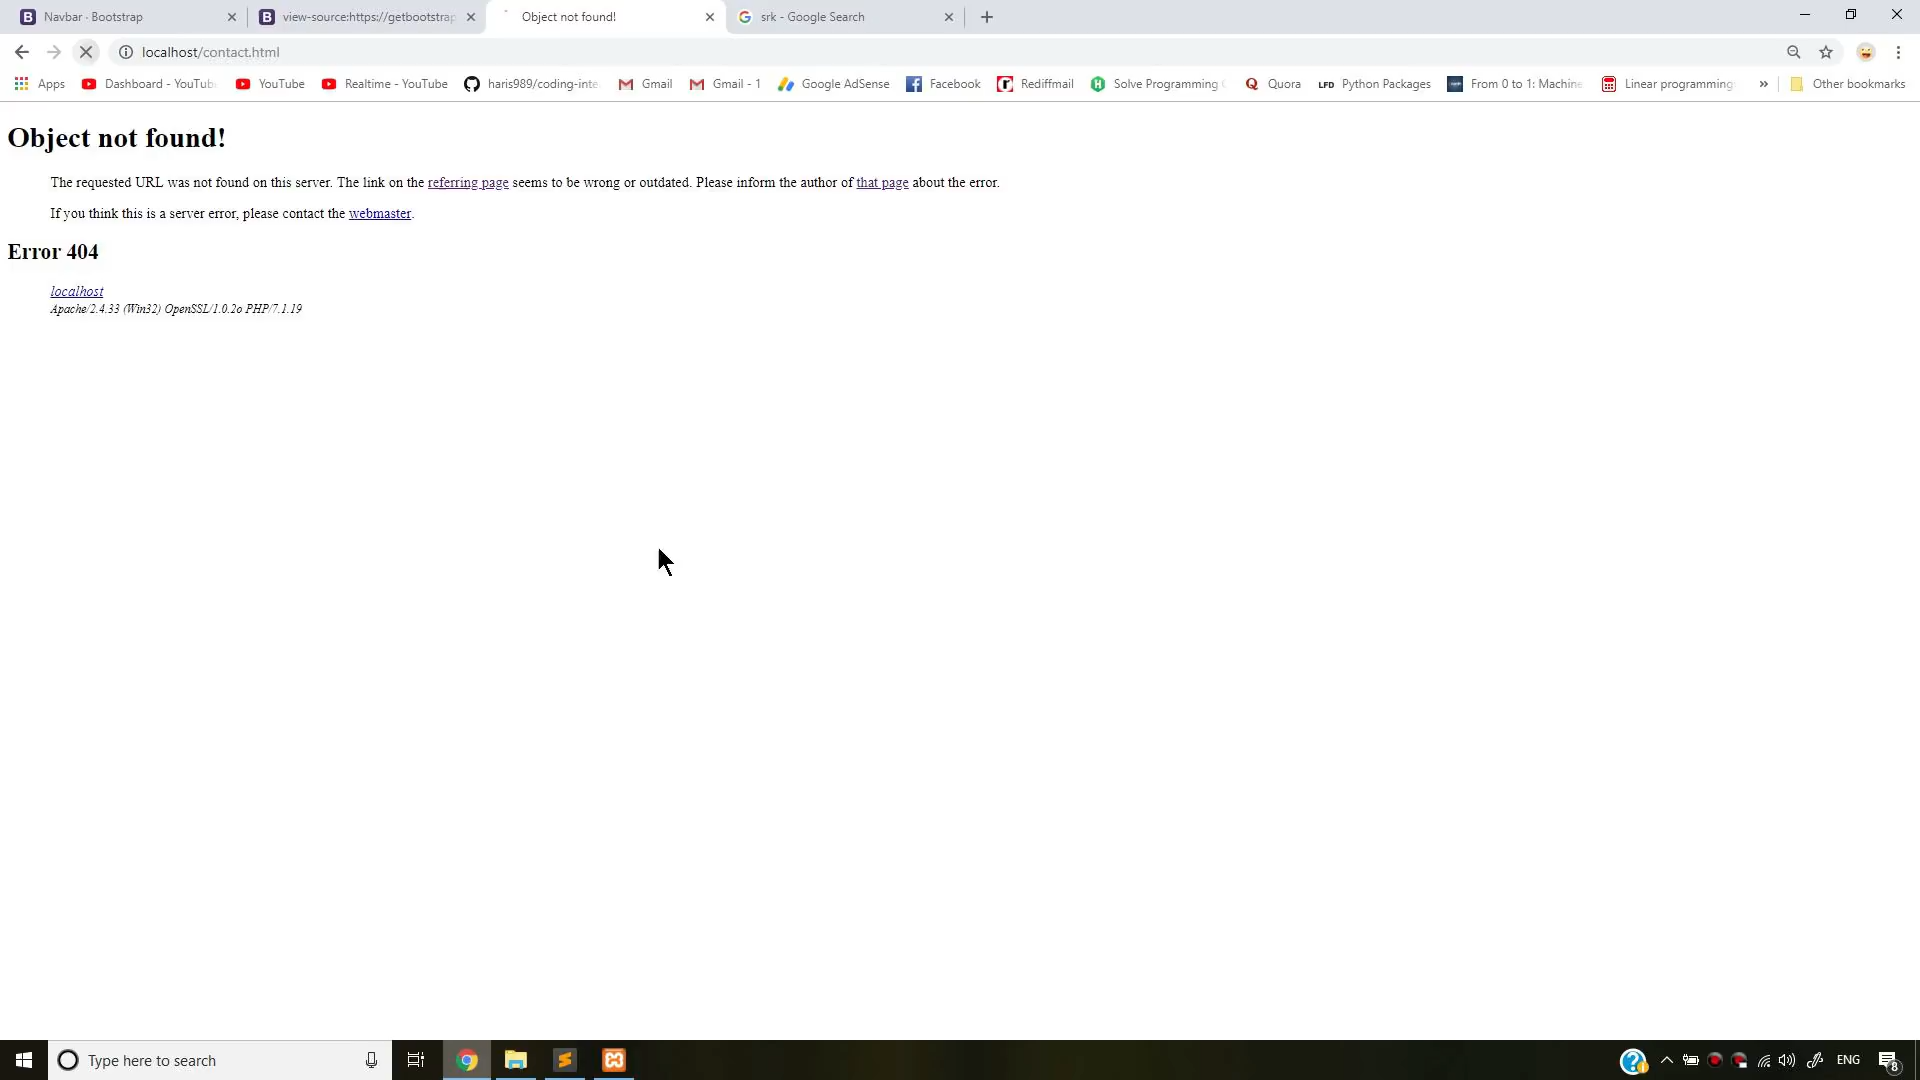 Navbar · Bootstrap
view-source:https://getbootstrap
Object not found!
srk - Google Search
localhost/contact.html
Apps
Dashboard - YouTub
YouTube
Realtime - YouTube
haris989/coding-inte
Gmail
Gmail - 1
Google AdSense
Facebook
Rediffmail
Solve Programming
Quora
LFD Python Packages
From 0 to 1: Machine
Linear programming
Other bookmarks
Object not found!
The requested URL was not found on this server. The link on the referring page seems to be wrong or outdated. Please inform the author of that page about the error.
If you think this is a server error, please contact the webmaster.
Error 404
localhost
Apache/2.4.33 (Win32) OpenSSL/1.0.2o PHP/7.1.19
Type here to search
ENG
8